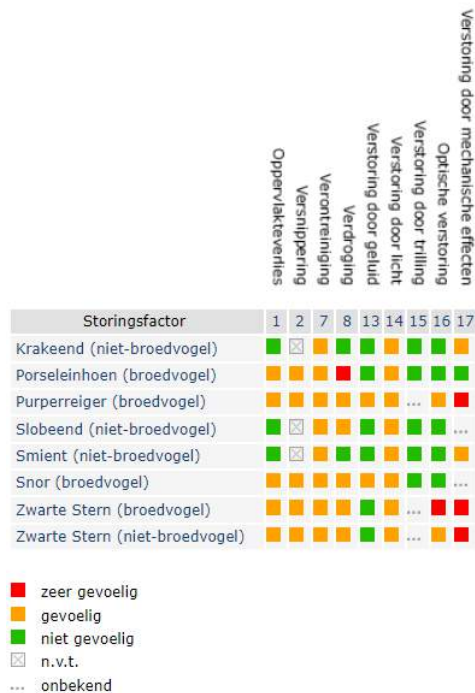 Oppervlakteverlies
Versnippering
Verontreiniging
Verdroging
Verstoring door geluid
Verstoring door licht
Verstoring door trilling
Optische verstoring
Verstoring door mechanische effecten
Storingsfactor 1 2 7 8 13 14 15 16 17
Krakeend (niet-broedvogel)
Porseleinhoen (broedvogel)
Purperreiger (broedvogel) ...
Slobeend (niet-broedvogel) ...
Smient (niet-broedvogel)
Snor (broedvogel) ...
Zwarte Stern (broedvogel) ...
Zwarte Stern (niet-broedvogel) ...
zeer gevoelig
gevoelig
niet gevoelig
n.v.t.
... onbekend